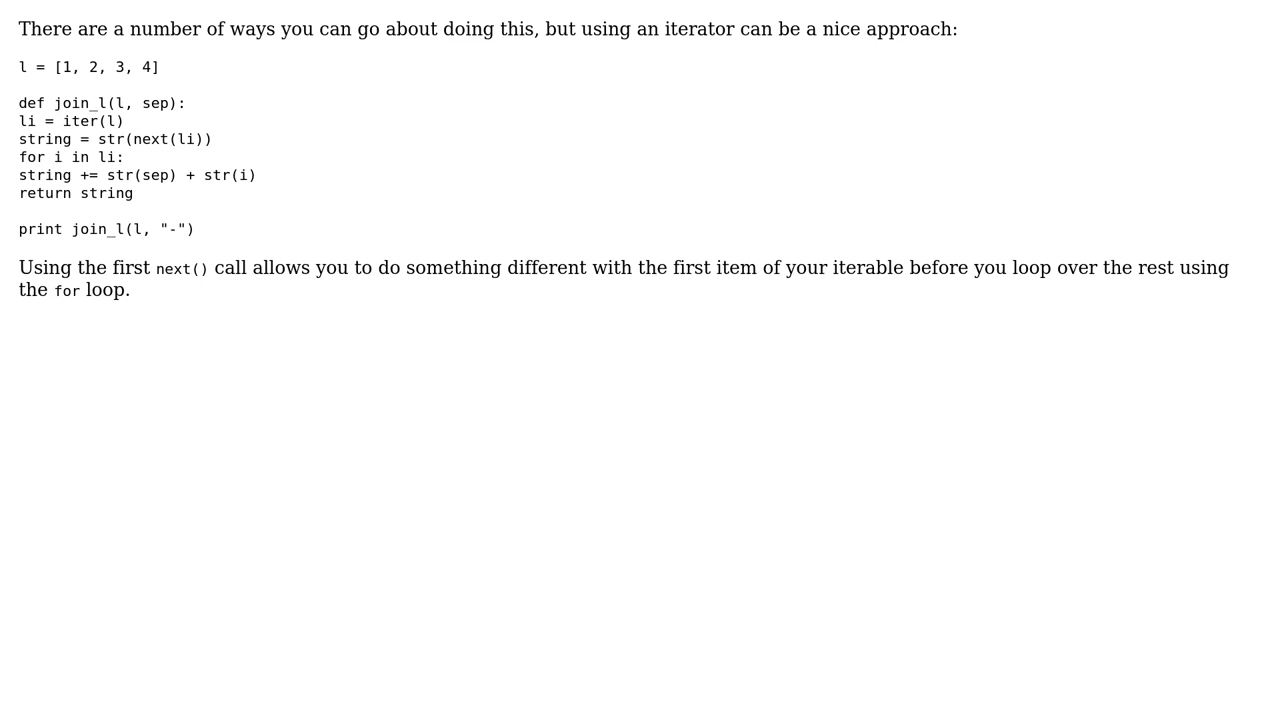 There are a number of ways you can go about doing this, but using an iterator can be a nice approach:
l = [1, 2, 3, 4]
def join_l(l, sep):
li = iter(l)
string = str(next(li))
for i in li:
string += str(sep) + str(i)
return string
print join_l(l, "-")
Using the first next() call allows you to do something different with the first item of your iterable before you loop over the rest using
the for loop.